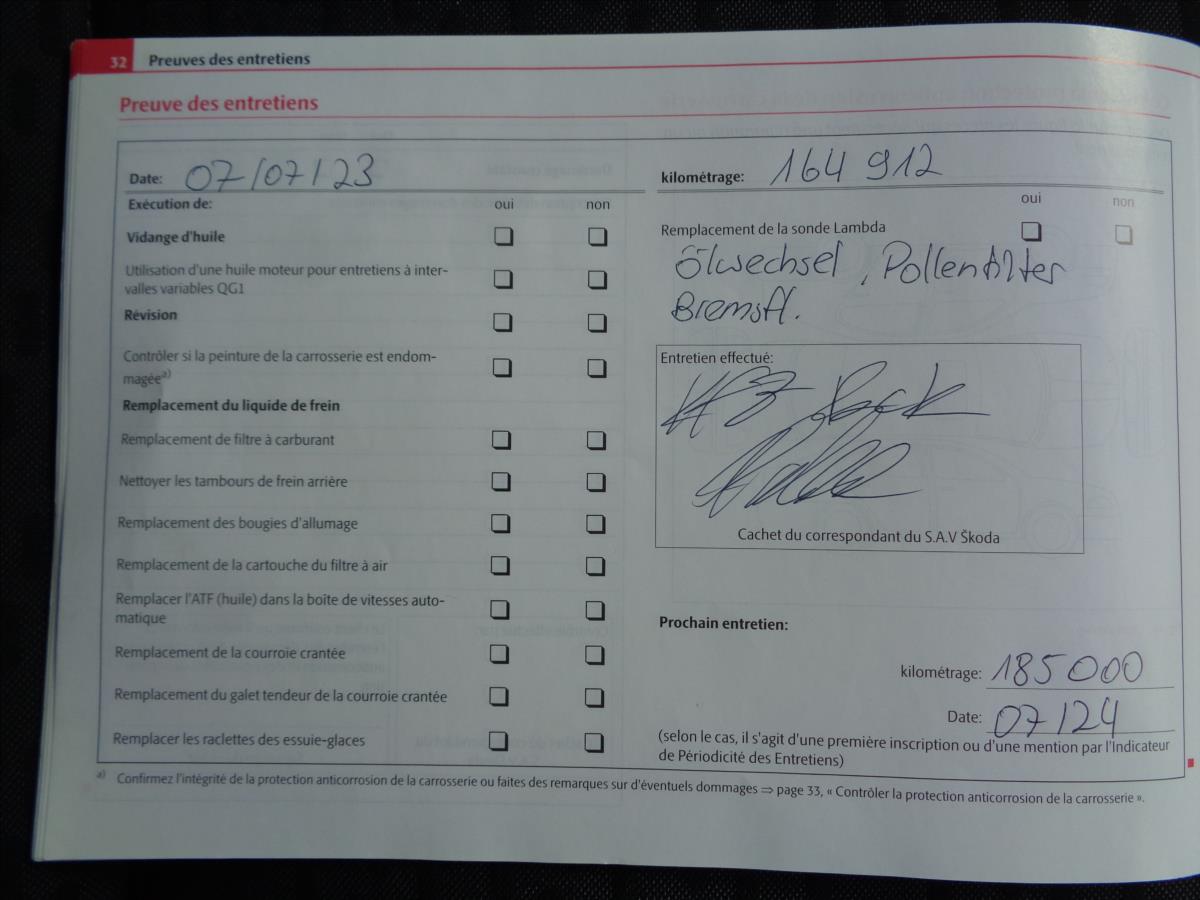 32 Preuves des entretiens
Preuve des entretiens
Date: 07/07/23
Exécution de: oui non
Vidange d'huile
Utilisation d'une huile moteur pour entretiens à inter-
valles variables QG1
Révision
Contrôler si la peinture de la carrosserie est endom-
magée a)
Remplacement du liquide de frein
Remplacement de filtre à carburant
Nettoyer les tambours de frein arrière
Remplacement des bougies d'allumage
Remplacement de la cartouche du filtre à air
Remplacer l'ATF (huile) dans la boîte de vitesses auto-
matique
Remplacement de la courroie crantée
Remplacement du galet tendeur de la courroie crantée
Remplacer les raclettes des essuie-glaces
kilométrage: 164 912
oui non
Remplacement de la sonde Lambda
Ölwechsel, Pollenfilter
Bremsfl.
Entretien effectué:
Cachet du correspondant du S.A.V Škoda
Prochain entretien:
kilométrage: 185 000
Date: 07/24
(selon le cas, il s'agit d'une première inscription ou d'une mention par l'Indicateur
de Périodicité des Entretiens)
a) Confirmez l'intégrité de la protection anticorrosion de la carrosserie ou faites des remarques sur d'éventuels dommages ⇒ page 33, « Contrôler la protection anticorrosion de la carrosserie ».